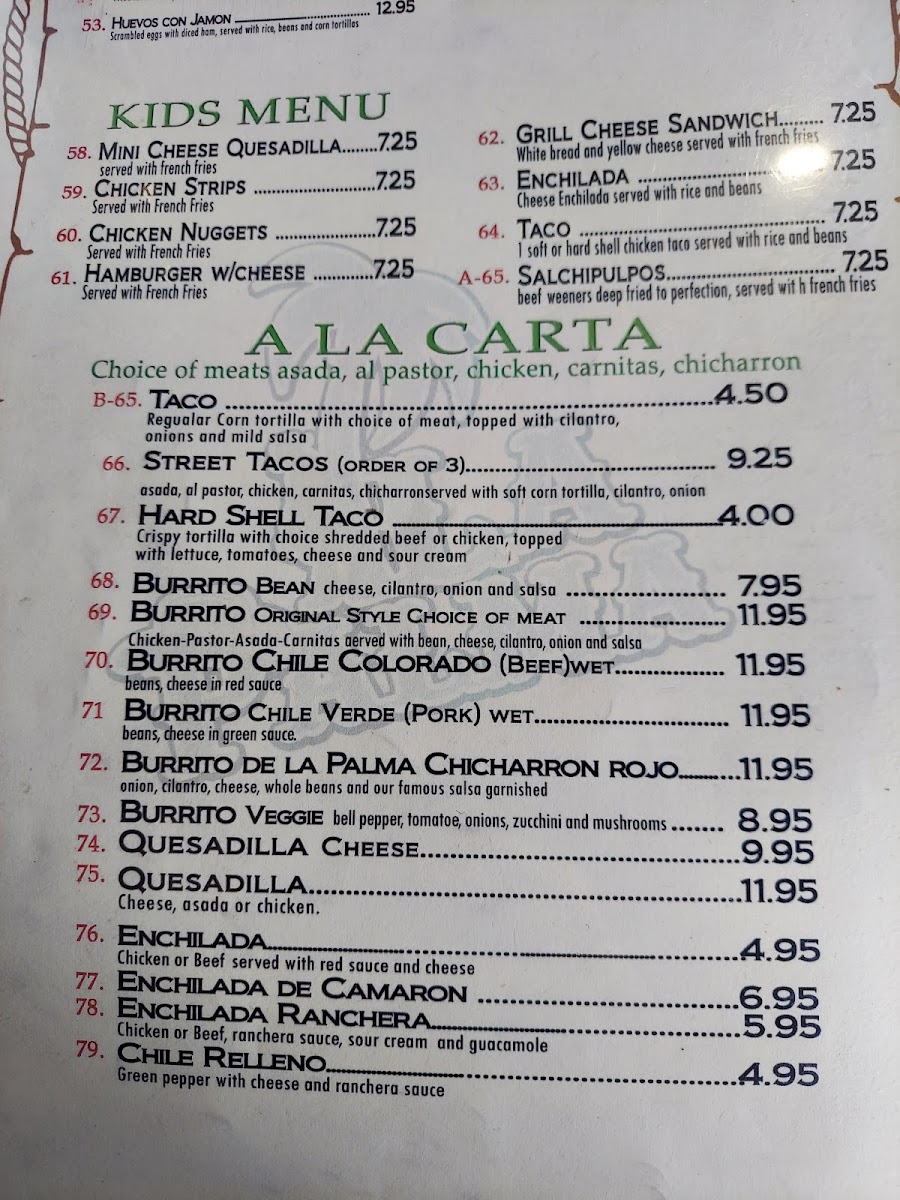 53. HUEVOS CON JAMON ........ 12.95
Scrambled eggs with diced ham, served with rice, beans and corn tortillas
KIDS MENU
58. MINI CHEESE QUESADILLA.......7.25
served with french fries
59. CHICKEN STRIPS ........................7.25
Served with French Fries
60. CHICKEN NUGGETS ....................7.25
Served with French Fries
61. HAMBURGER W/CHEESE ............7.25
Served with French Fries
62. GRILL CHEESE SANDWICH......... 7.25
White bread and yellow cheese served with french fries
63. ENCHILADA ........................ 7.25
Cheese Enchilada served with rice and beans
64. TACO ........................ 7.25
1 soft or hard shell chicken taco served with rice and beans
A-65. SALCHIPULPOS........................ 7.25
beef weeners deep fried to perfection, served wit h french fries
A LA CARTA
Choice of meats asada, al pastor, chicken, carnitas, chicharron
B-65. TACO ........................4.50
Regualar Corn tortilla with choice of meat, topped with cilantro,
onions and mild salsa
66. STREET TACOS (ORDER OF 3)........................ 9.25
asada, al pastor, chicken, carnitas, chicharronserved with soft corn tortilla, cilantro, onion
67. HARD SHELL TACO ........................4.00
Crispy tortilla with choice shredded beef or chicken, topped
with lettuce, tomatoes, cheese and sour cream
68. BURRITO BEAN cheese, cilantro, onion and salsa ........................ 7.95
69. BURRITO ORIGINAL STYLE CHOICE OF MEAT ........................ 11.95
Chicken-Pastor-Asada-Carnitas aerved with bean, cheese, cilantro, onion and salsa
70. BURRITO CHILE COLORADO (BEEF)WET................ 11.95
beans, cheese in red sauce
71 BURRITO CHILE VERDE (PORK) WET........................ 11.95
beans, cheese in green sauce.
72. BURRITO DE LA PALMA CHICHARRON ROJO..........11.95
onion, cilantro, cheese, whole beans and our famous salsa garnished
73. BURRITO VEGGIE bell pepper, tomatoe, onions, zucchini and mushrooms ....... 8.95
74. QUESADILLA CHEESE........................9.95
75. QUESADILLA........................11.95
Cheese, asada or chicken.
76. ENCHILADA........................4.95
Chicken or Beef served with red sauce and cheese
77. ENCHILADA DE CAMARON ........................6.95
78. ENCHILADA RANCHERA........................5.95
Chicken or Beef, ranchera sauce, sour cream and guacamole
79. CHILE RELLENO........................4.95
Green pepper with cheese and ranchera sauce